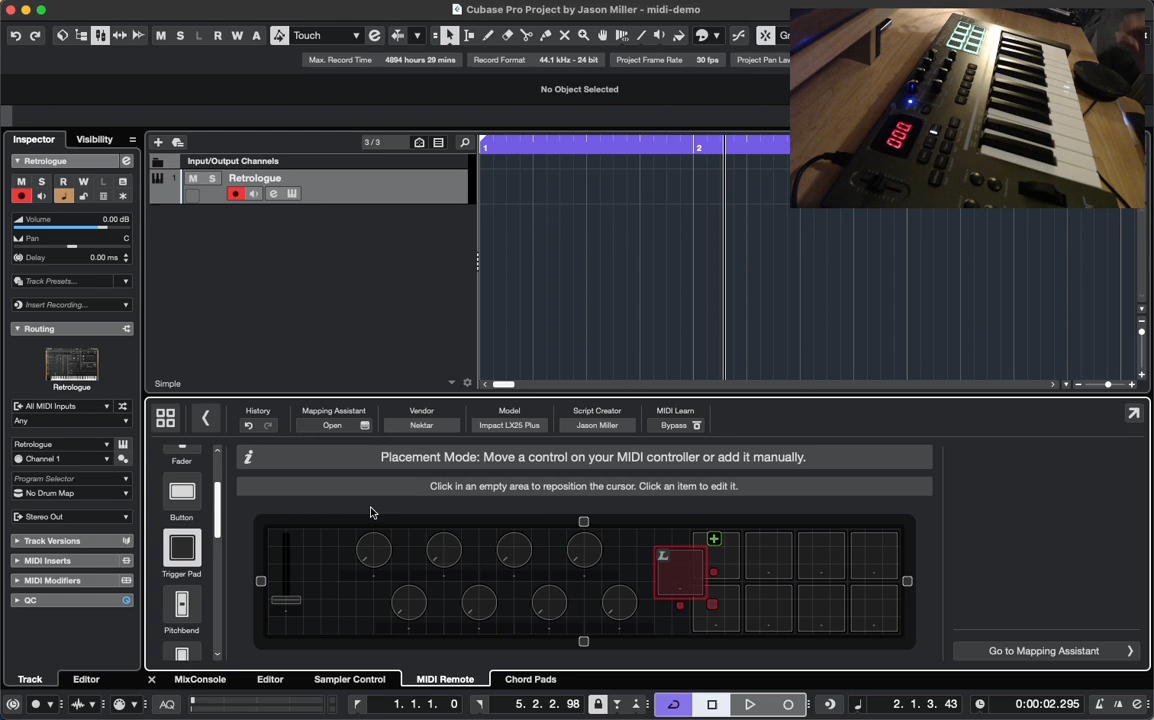 Cubase Pro Project by Jason Miller - midi-demo
M S L R W A Touch Gr
Max. Record Time 4894 hours 29 mins Record Format 44.1 kHz - 24 bit Project Frame Rate 30 fps Project Pan Law
No Object Selected
000
Inspector Visibility
3 / 3
1 2
Retrologue
Input/Output Channels
M S R W L
1 M S Retrologue
Volume 0.00 dB
Pan C
Delay 0.00 ms
Track Presets...
Insert Recording...
Routing
Retrologue
Simple
All MIDI Inputs
Any
Retrologue
Channel 1
Program Selector
No Drum Map
Stereo Out
Track Versions
MIDI Inserts
MIDI Modifiers
QC
History Mapping Assistant Vendor Model Script Creator MIDI Learn
Open Nektar Impact LX25 Plus Jason Miller Bypass
Fader
Button
Trigger Pad
Pitchbend
Placement Mode: Move a control on your MIDI controller or add it manually.
Click in an empty area to reposition the cursor. Click an item to edit it.
L
Go to Mapping Assistant
Track Editor
MixConsole Editor Sampler Control MIDI Remote Chord Pads
AQ 1. 1. 1. 0 5. 2. 2. 98 2. 1. 3. 43 0:00:02.295